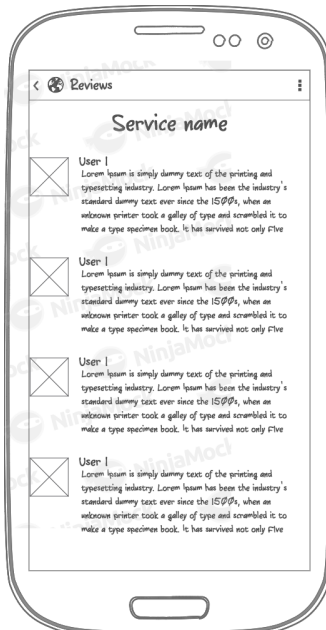 Reviews
Service name
User 1
Lorem Ipsum is simply dummy text of the printing and
typesetting industry. Lorem Ipsum has been the industry's
standard dummy text ever since the 1500s, when an
unknown printer took a galley of type and scrambled it to
make a type specimen book. It has survived not only five
User 1
Lorem Ipsum is simply dummy text of the printing and
typesetting industry. Lorem Ipsum has been the industry's
standard dummy text ever since the 1500s, when an
unknown printer took a galley of type and scrambled it to
make a type specimen book. It has survived not only five
User 1
Lorem Ipsum is simply dummy text of the printing and
typesetting industry. Lorem Ipsum has been the industry's
standard dummy text ever since the 1500s, when an
unknown printer took a galley of type and scrambled it to
make a type specimen book. It has survived not only five
User 1
Lorem Ipsum is simply dummy text of the printing and
typesetting industry. Lorem Ipsum has been the industry's
standard dummy text ever since the 1500s, when an
unknown printer took a galley of type and scrambled it to
make a type specimen book. It has survived not only five
NinjaMock